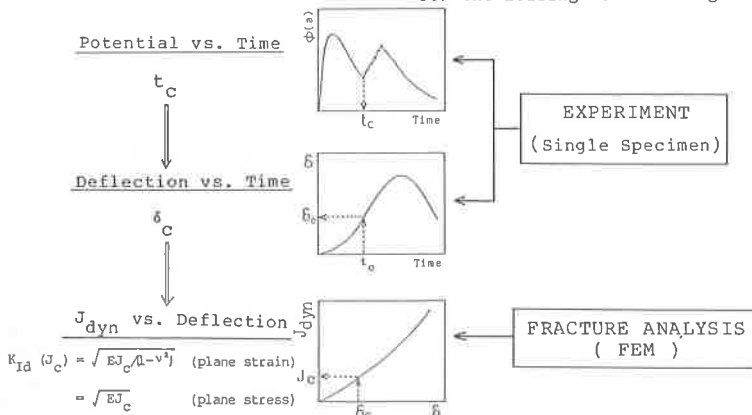 Potential vs. Time
t_c
Φ(a)
t_c Time
EXPERIMENT
(Single Specimen)
Deflection vs. Time
δ_c
δ
δ_c
t_c Time
J_dyn vs. Deflection
K_Id (J_c) = √EJ_c/(1-ν²) (plane strain)
= √EJ_c (plane stress)
J_dyn
J_c
δ_c δ
FRACTURE ANALYSIS
( FEM )